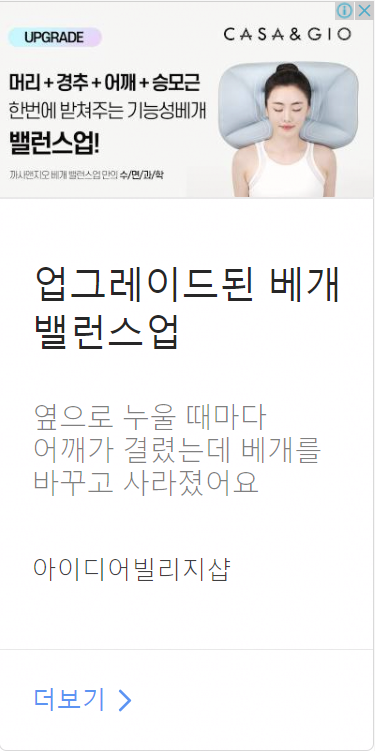 UPGRADE
CASA&GIO
머리 + 경추 + 어깨 + 승모근
한번에 받쳐주는 기능성베개
밸런스업!
까사앤지오 베개 밸런스업 만의 수/면/과/학
업그레이드된 베개
밸런스업
옆으로 누울 때마다
어깨가 결렸는데 베개를
바꾸고 사라졌어요
아이디어빌리지샵
더보기